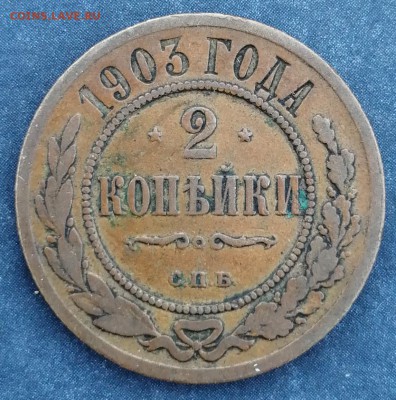 COINS.LAVE.RU
1903 ГОДА
2
КОПѢЙКИ
С.П.Б.